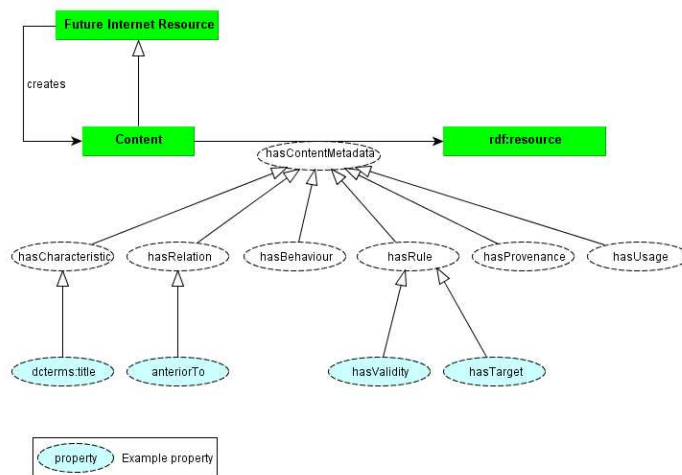 Future Internet Resource
creates
Content
rdf:resource
hasContentMetadata
hasCharacteristic
hasRelation
hasBehaviour
hasRule
hasProvenance
hasUsage
dcterms:title
anteriorTo
hasValidity
hasTarget
property Example property